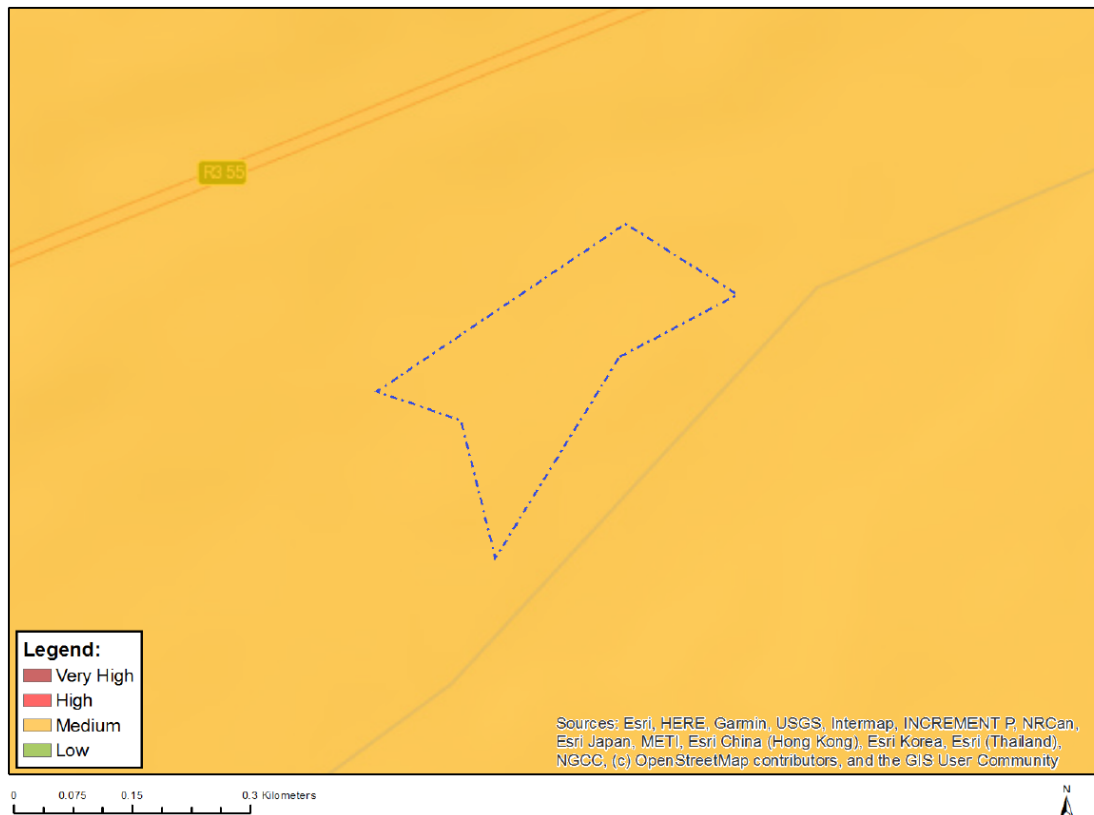 R3 55
Legend:
Very High
High
Medium
Low
Sources: Esri, HERE, Garmin, USGS, Intermap, INCREMENT P, NRCan,
Esri Japan, METI, Esri China (Hong Kong), Esri Korea, Esri (Thailand),
NGCC, (c) OpenStreetMap contributors, and the GIS User Community
0 0.075 0.15 0.3 Kilometers
N